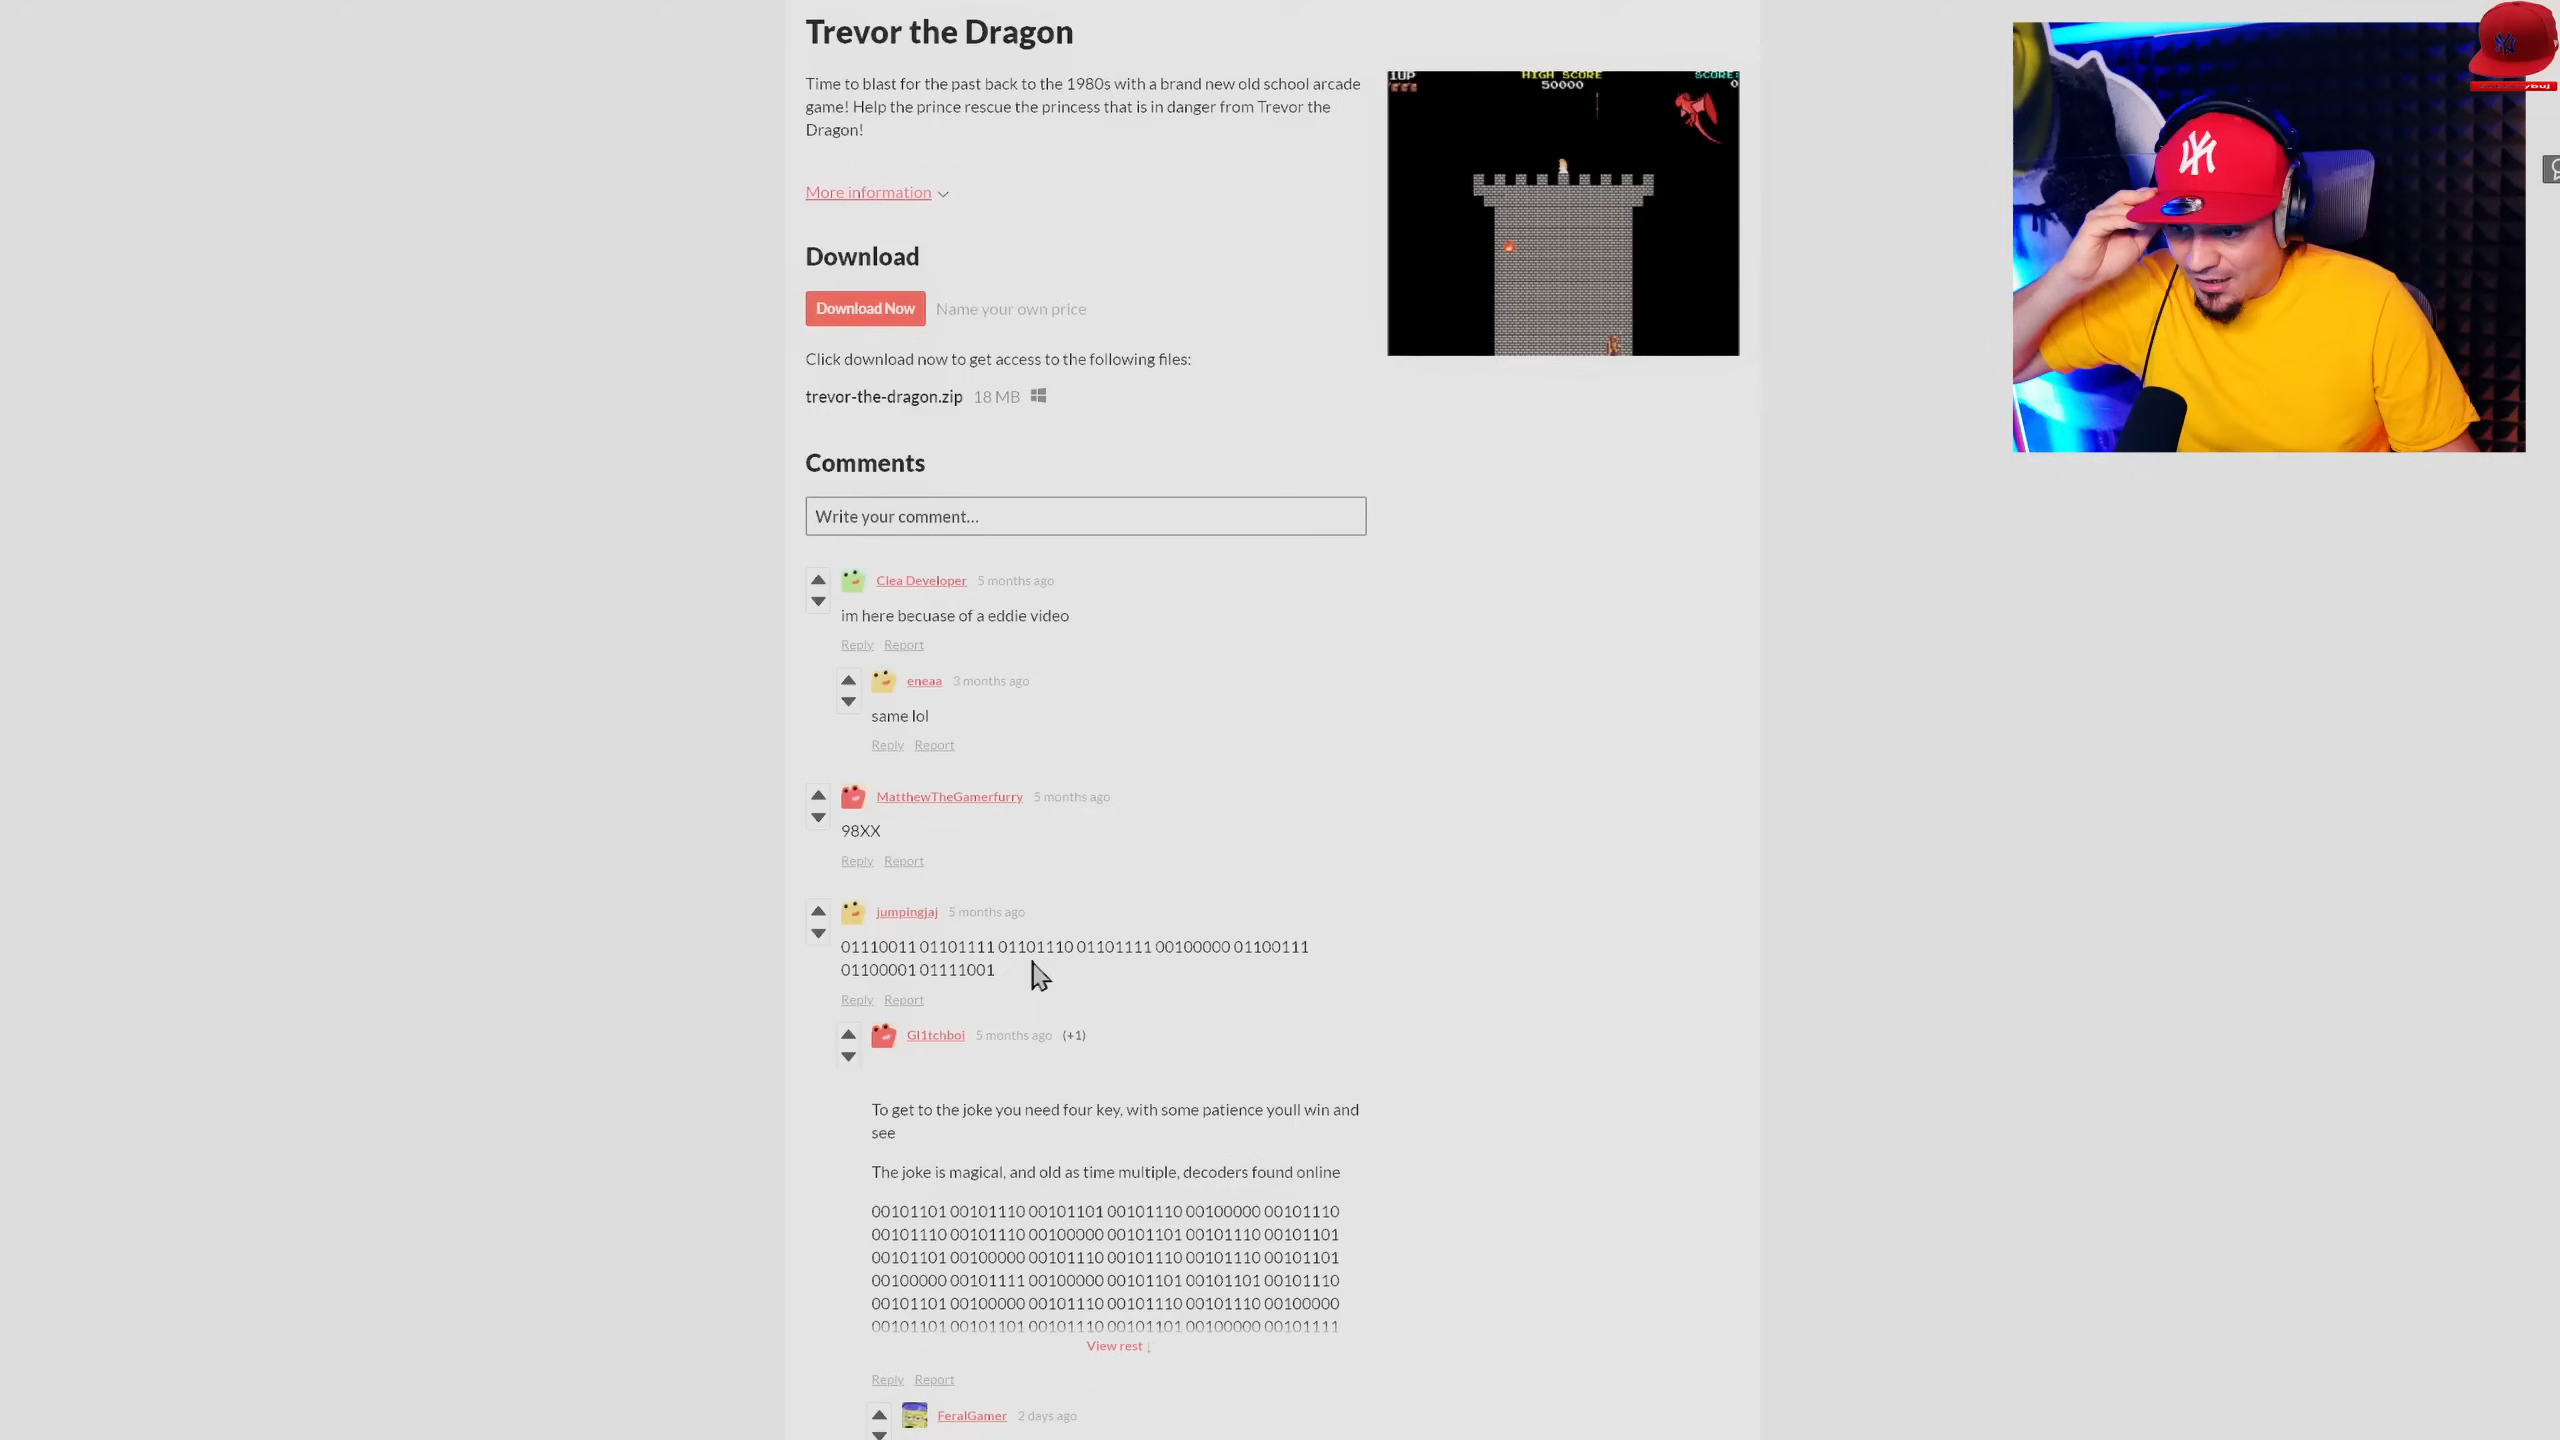 Trevor the Dragon
Time to blast for the past back to the 1980s with a brand new old school arcade
game! Help the prince rescue the princess that is in danger from Trevor the
Dragon!
1UP
HIGH SCORE
50000
SCORE:
0
More information
Download
Download Now
Name your own price
Click download now to get access to the following files:
trevor-the-dragon.zip 18 MB
Comments
Write your comment...
Clea Developer 5 months ago
im here becuase of a eddie video
Reply Report
eneaa 3 months ago
same lol
Reply Report
MatthewTheGamerfurry 5 months ago
98XX
Reply Report
jumpingjaj 5 months ago
01110011 01101111 01101110 01101111 00100000 01100111
01100001 01111001
Reply Report
Gl1tchboi 5 months ago (+1)
To get to the joke you need four key, with some patience youll win and
see
The joke is magical, and old as time multiple, decoders found online
00101101 00101110 00101101 00101110 00100000 00101110
00101110 00101110 00100000 00101101 00101110 00101101
00101101 00100000 00101110 00101110 00101110 00101101
00100000 00101111 00100000 00101101 00101101 00101110
00101101 00100000 00101110 00101110 00101110 00100000
00101101 00101101 00101110 00101101 00100000 00101111
View rest ↓
Reply Report
FeralGamer 2 days ago